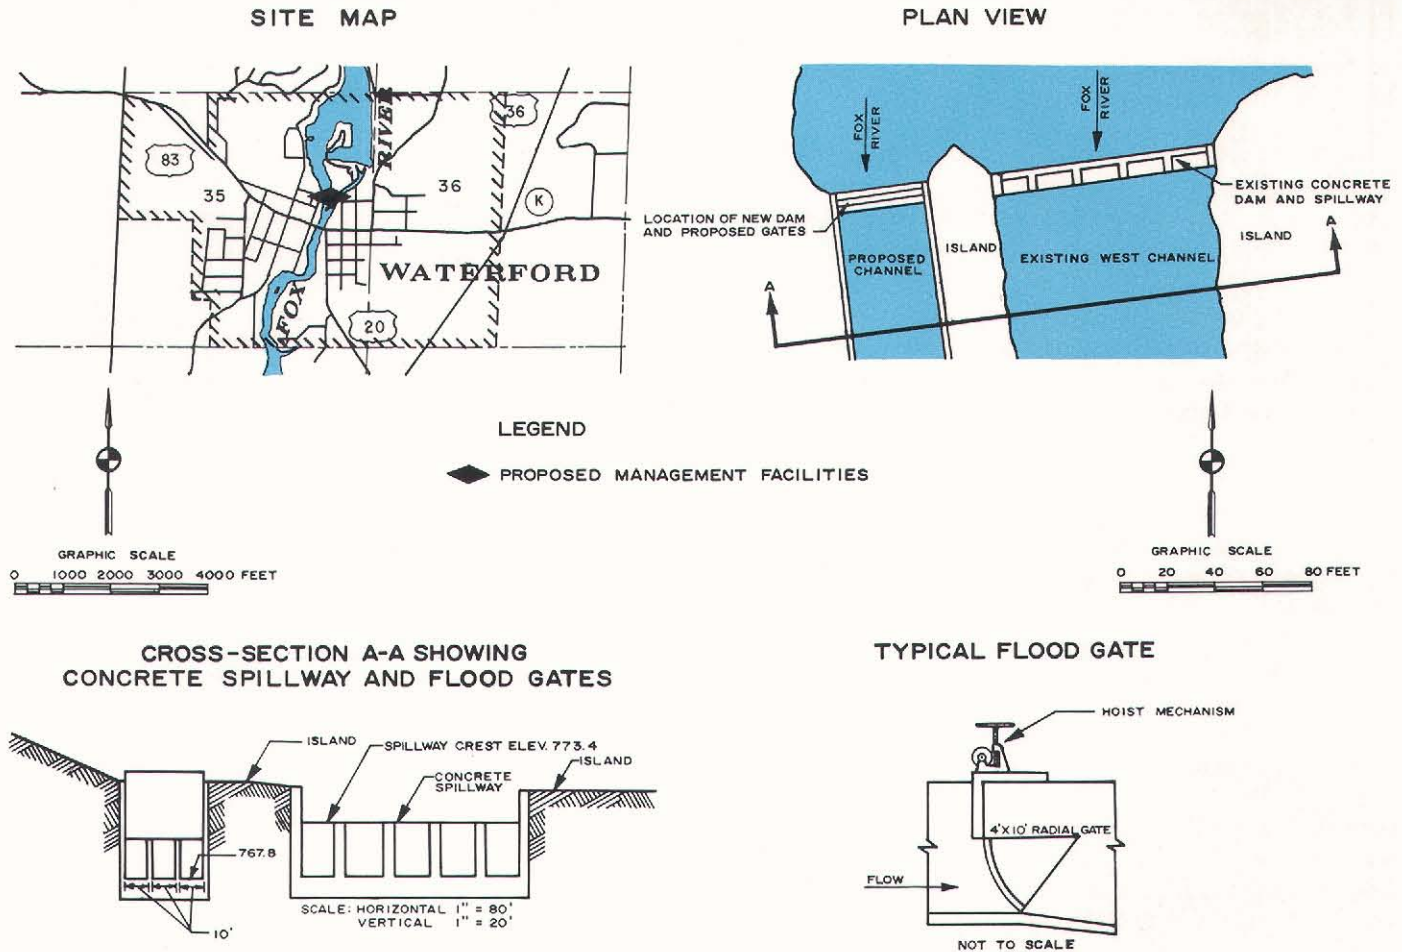 SITE MAP
83
35
36
36
K
RIVER
WATERFORD
FOX
20
PLAN VIEW
FOX
RIVER
FOX
RIVER
LOCATION OF NEW DAM
AND PROPOSED GATES
EXISTING CONCRETE
DAM AND SPILLWAY
PROPOSED
CHANNEL
ISLAND
EXISTING WEST CHANNEL
ISLAND
A
A
LEGEND
PROPOSED MANAGEMENT FACILITIES
GRAPHIC SCALE
0 1000 2000 3000 4000 FEET
GRAPHIC SCALE
0 20 40 60 80 FEET
CROSS-SECTION A-A SHOWING
CONCRETE SPILLWAY AND FLOOD GATES
ISLAND
SPILLWAY CREST ELEV. 773.4
ISLAND
CONCRETE
SPILLWAY
767.8
10'
SCALE: HORIZONTAL 1" = 80'
VERTICAL 1" = 20'
TYPICAL FLOOD GATE
HOIST MECHANISM
4'X10' RADIAL GATE
FLOW
NOT TO SCALE